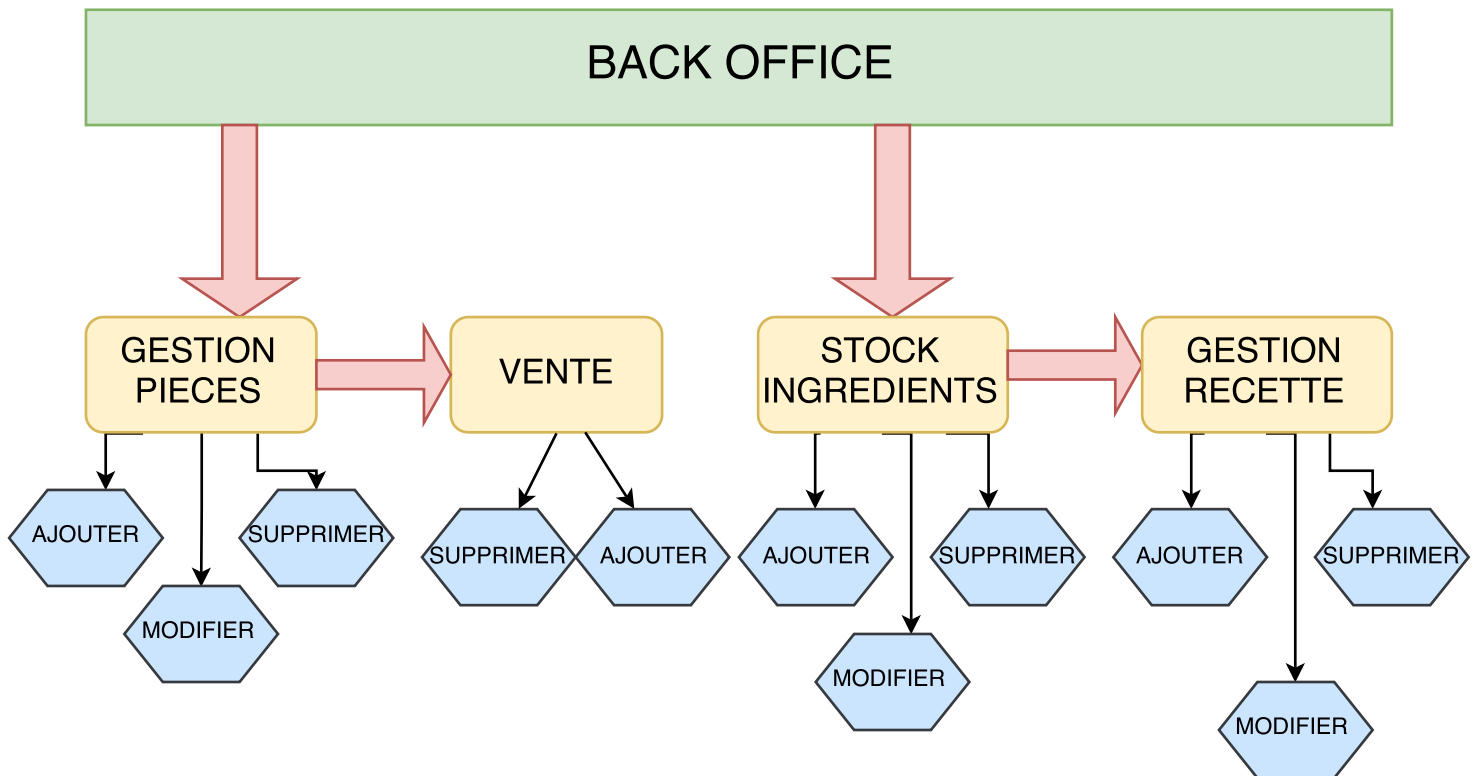 BACK OFFICE
GESTION
PIECES
VENTE
STOCK
INGREDIENTS
GESTION
RECETTE
AJOUTER
MODIFIER
SUPPRIMER
SUPPRIMER
AJOUTER
AJOUTER
MODIFIER
SUPPRIMER
AJOUTER
MODIFIER
SUPPRIMER